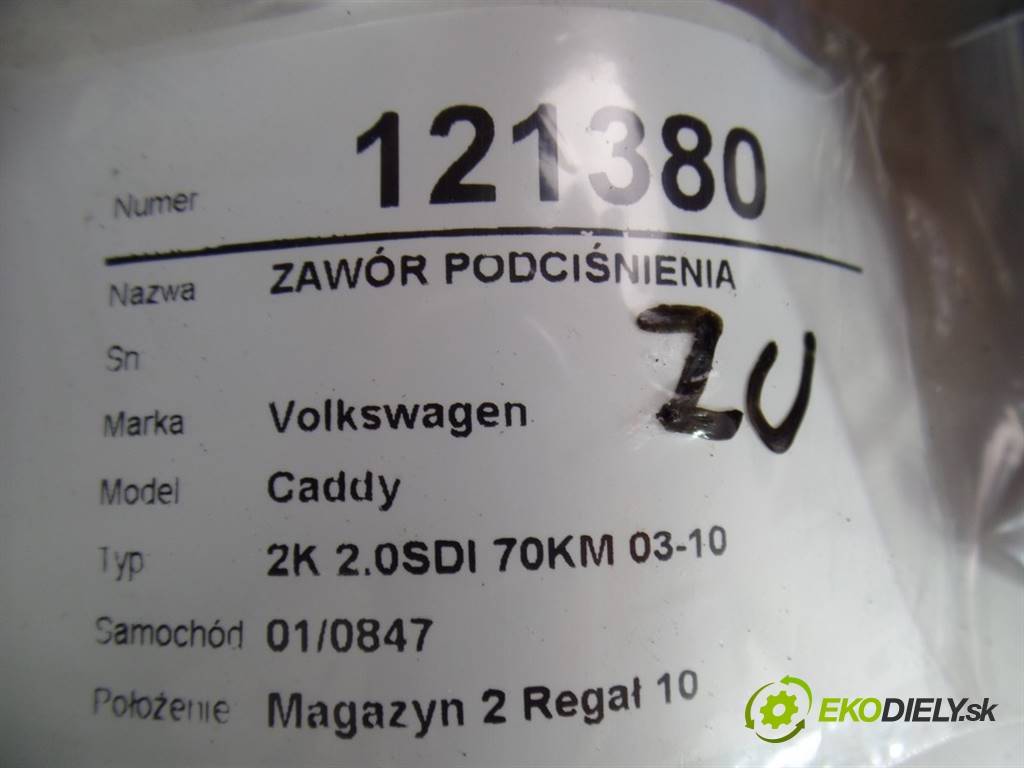 Numer 121380
Nazwa ZAWÓR PODCIŚNIENIA
Sn
Marka Volkswagen
ZU
Model Caddy
Typ 2K 2.0SDI 70KM 03-10
Samochód 01/0847
Położenie Magazyn 2 Regał 10
EKODIELY.sk